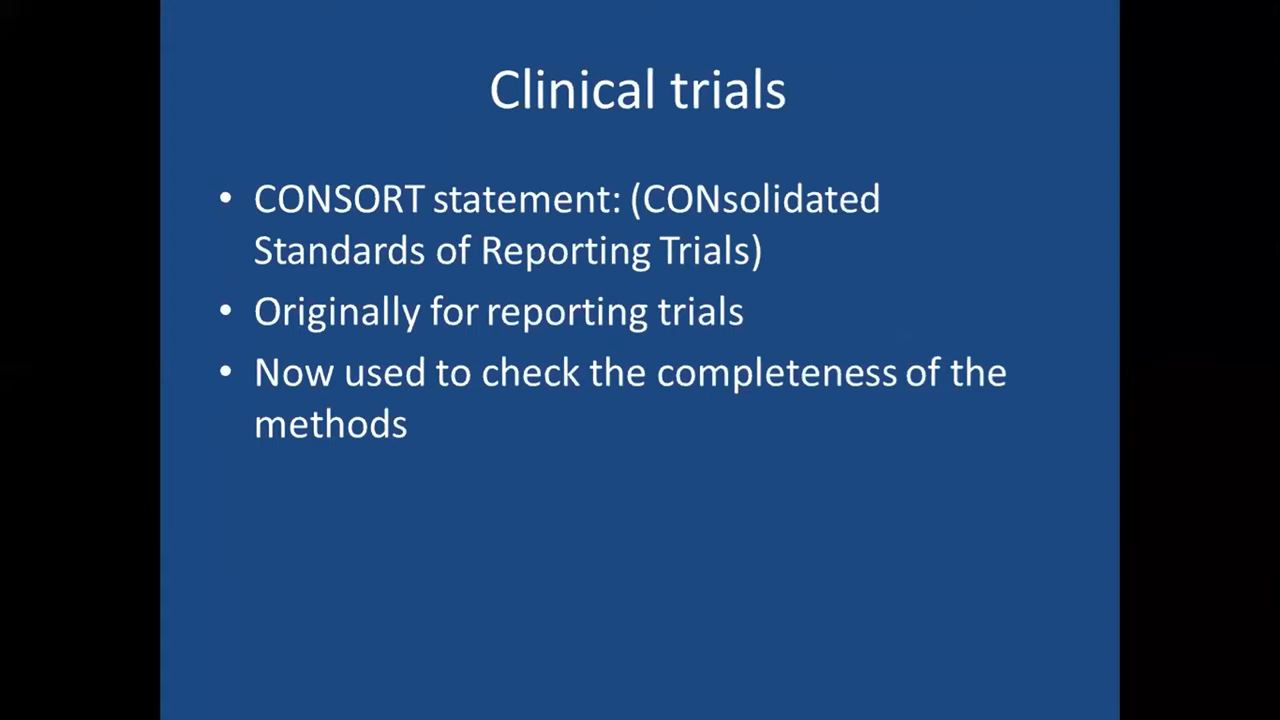 Clinical trials
• CONSORT statement: (CONsolidated
Standards of Reporting Trials)
• Originally for reporting trials
• Now used to check the completeness of the
methods